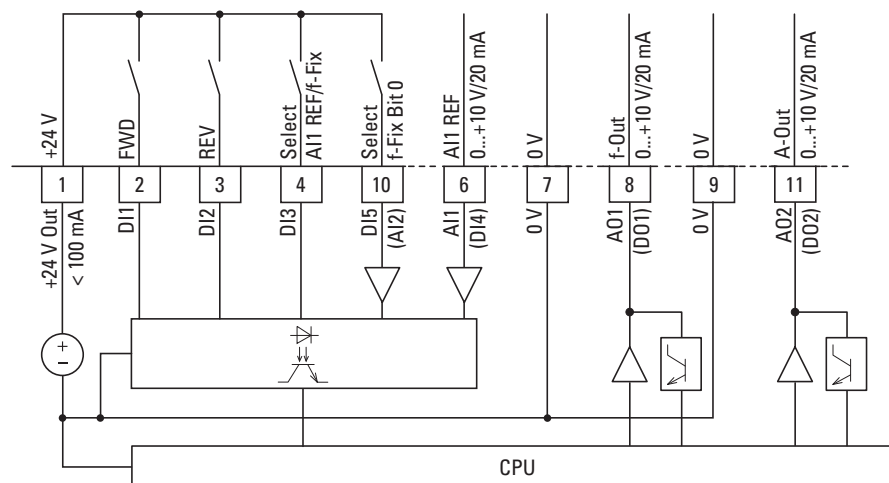 +24 V
FWD
REV
Select
AI1 REF/f-Fix
Select
f-Fix Bit 0
AI1 REF
0...+10 V/20 mA
0 V
f-Out
0...+10 V/20 mA
0 V
A-Out
0...+10 V/20 mA
1
2
3
4
10
6
7
8
9
11
+24 V Out
< 100 mA
DI1
DI2
DI3
DI5
(AI2)
AI1
(DI4)
0 V
AO1
(DO1)
0 V
AO2
(DO2)
+
-
CPU